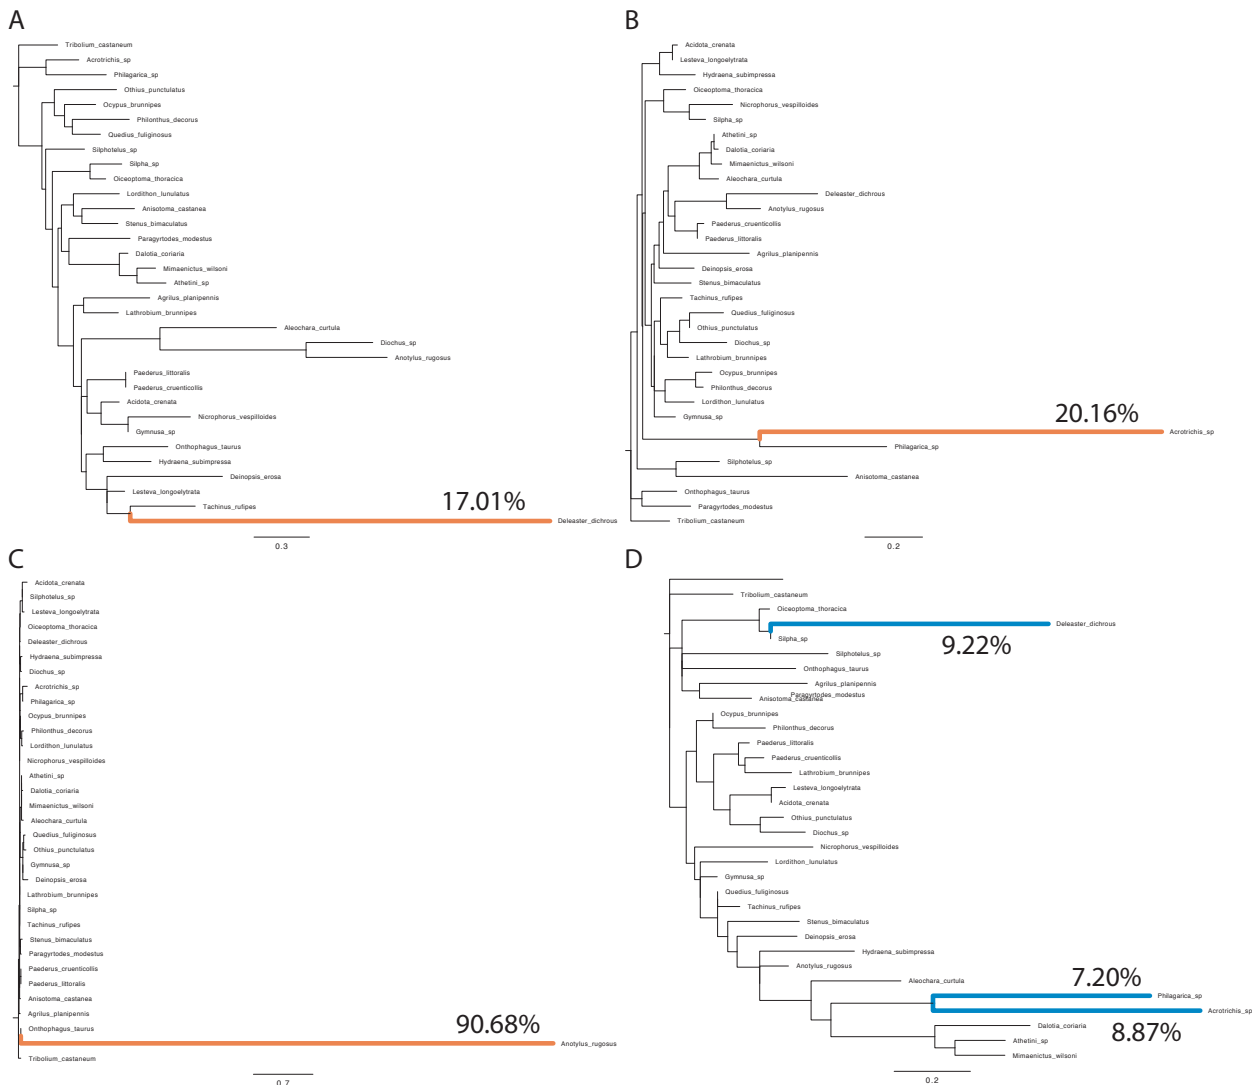 A
Tribolium_castaneum
Acrotrichis_sp
Philagarica_sp
Othius_punctulatus
Ocypus_brunnipes
Philonthus_decorus
Quedius_fuliginosus
Silphotelus_sp
Silpha_sp
Oiceoptoma_thoracica
Lordithon_lunulatus
Anisotoma_castanea
Stenus_bimaculatus
Paragyrtodes_modestus
Dalotia_coriaria
Mimaenictus_wilsoni
Athetini_sp
Agrilus_planipennis
Lathrobium_brunnipes
Aleochara_curtula
Diochus_sp
Anotylus_rugosus
Paederus_littoralis
Paederus_cruenticollis
Acidota_crenata
Nicrophorus_vespilloides
Gymnusa_sp
Onthophagus_taurus
Hydraena_subimpressa
Deinopsis_erosa
Lesteva_longoelytrata
17.01%
Tachinus_rufipes
Deleaster_dichrous
0.3
B
Acidota_crenata
Lesteva_longoelytrata
Hydraena_subimpressa
Oiceoptoma_thoracica
Nicrophorus_vespilloides
Silpha_sp
Athetini_sp
Dalotia_coriaria
Mimaenictus_wilsoni
Aleochara_curtula
Deleaster_dichrous
Anotylus_rugosus
Paederus_cruenticollis
Paederus_littoralis
Agrilus_planipennis
Deinopsis_erosa
Stenus_bimaculatus
Tachinus_rufipes
Quedius_fuliginosus
Othius_punctulatus
Diochus_sp
Lathrobium_brunnipes
Ocypus_brunnipes
Philonthus_decorus
Lordithon_lunulatus
Gymnusa_sp
20.16%
Acrotrichis_sp
Philagarica_sp
Silphotelus_sp
Anisotoma_castanea
Onthophagus_taurus
Paragyrtodes_modestus
Tribolium_castaneum
0.2
C
Acidota_crenata
Silphotelus_sp
Lesteva_longoelytrata
Oiceoptoma_thoracica
Deleaster_dichrous
Hydraena_subimpressa
Diochus_sp
Acrotrichis_sp
Philagarica_sp
Ocypus_brunnipes
Philonthus_decorus
Lordithon_lunulatus
Nicrophorus_vespilloides
Athetini_sp
Dalotia_coriaria
Mimaenictus_wilsoni
Aleochara_curtula
Quedius_fuliginosus
Othius_punctulatus
Gymnusa_sp
Deinopsis_erosa
Lathrobium_brunnipes
Silpha_sp
Tachinus_rufipes
Stenus_bimaculatus
Paragyrtodes_modestus
Paederus_cruenticollis
Paederus_littoralis
Anisotoma_castanea
Agrilus_planipennis
Onthophagus_taurus
90.68%
Anotylus_rugosus
Tribolium_castaneum
0.7
D
Tribolium_castaneum
Oiceoptoma_thoracica
Deleaster_dichrous
9.22%
Silpha_sp
Silphotelus_sp
Onthophagus_taurus
Agrilus_planipennis
Paragyrtodes_modestus
Anisotoma_castanea
Ocypus_brunnipes
Philonthus_decorus
Paederus_littoralis
Paederus_cruenticollis
Lathrobium_brunnipes
Lesteva_longoelytrata
Acidota_crenata
Othius_punctulatus
Diochus_sp
Nicrophorus_vespilloides
Lordithon_lunulatus
Gymnusa_sp
Quedius_fuliginosus
Tachinus_rufipes
Stenus_bimaculatus
Deinopsis_erosa
Hydraena_subimpressa
Anotylus_rugosus
Aleochara_curtula
7.20%
Philagarica_sp
Acrotrichis_sp
8.87%
Dalotia_coriaria
Athetini_sp
Mimaenictus_wilsoni
0.2